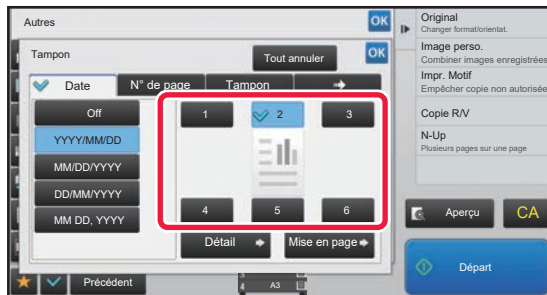 Autres
OK
Tampon
Tout annuler
OK
Date
N° de page
Tampon
Off
YYYY/MM/DD
MM/DD/YYYY
DD/MM/YYYY
MM DD, YYYY
1
2
3
4
5
6
Détail
Mise en page
Précédent
4
A3
Original
Changer format/orientat.
Image perso.
Combiner images enregistrées
Impr. Motif
Empêcher copie non autorisée
Copie R/V
N-Up
Plusieurs pages sur une page
Aperçu
CA
Départ